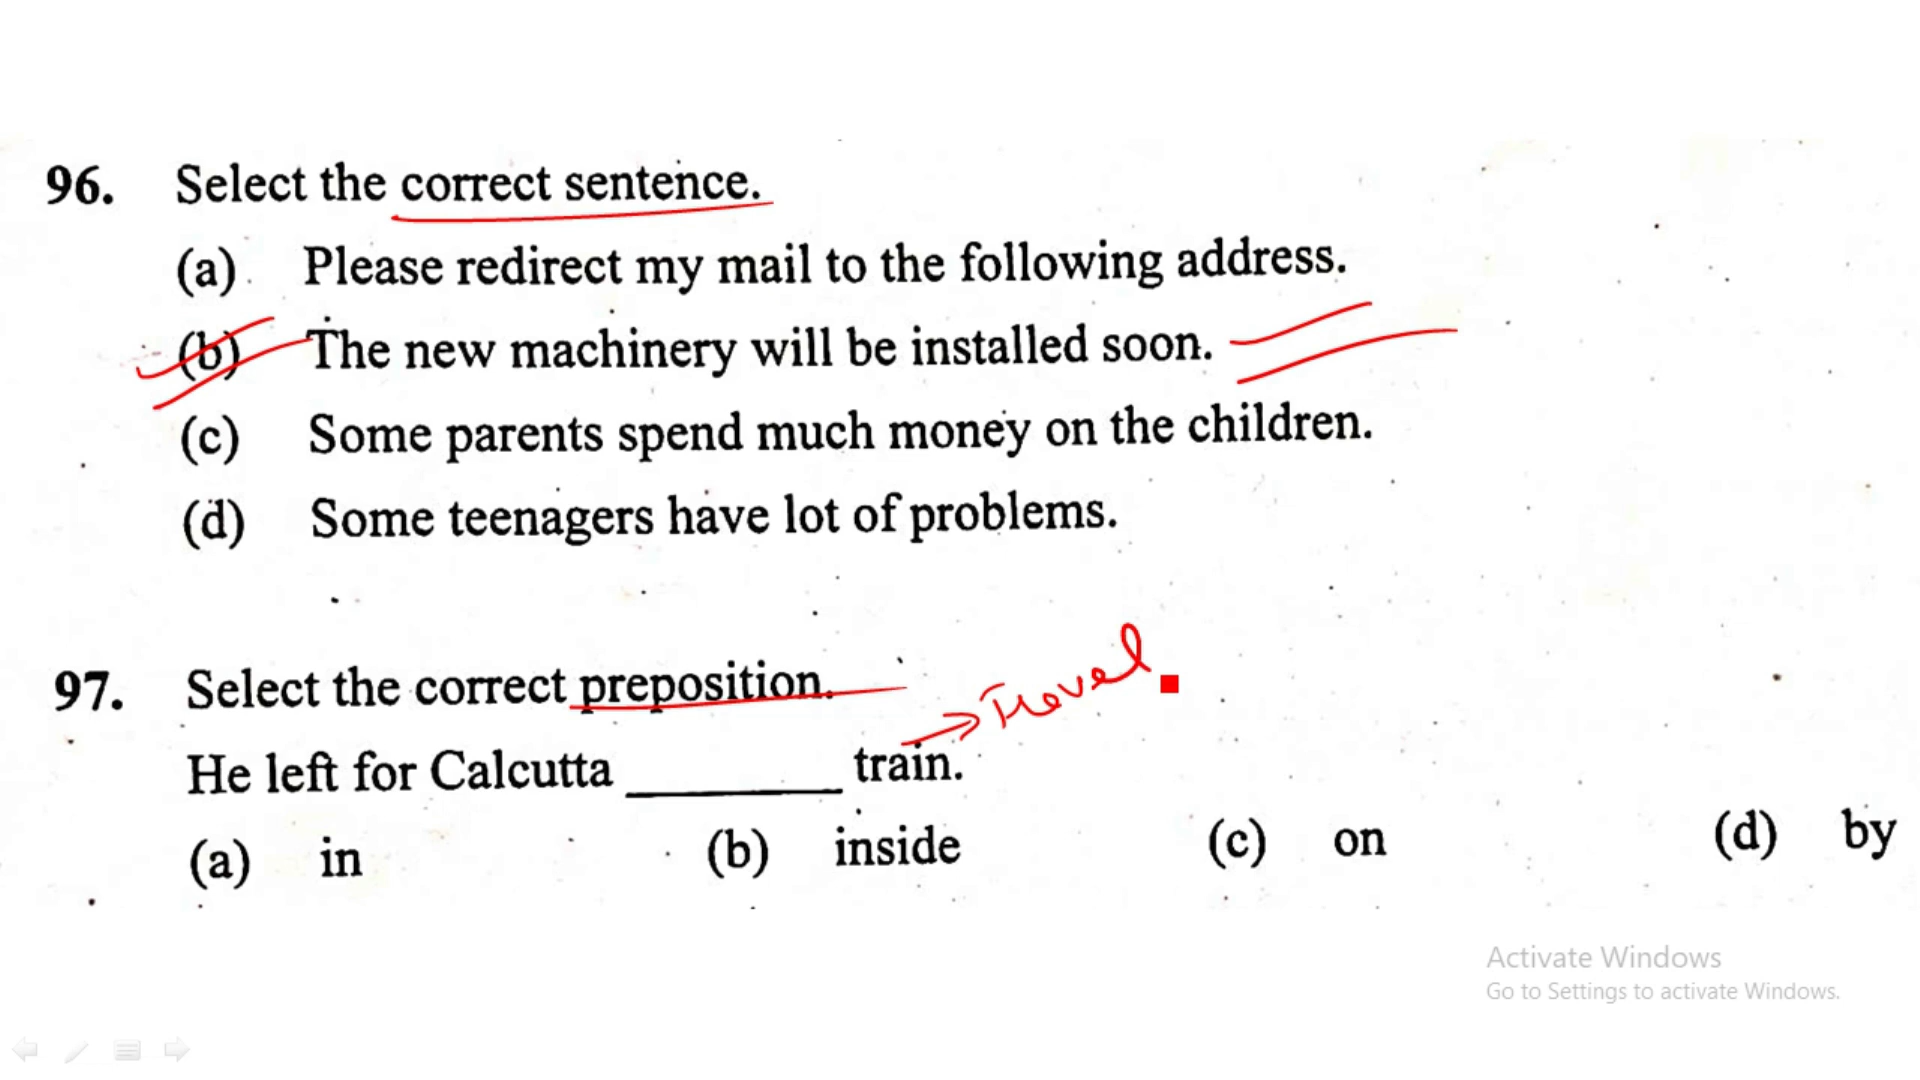 96. Select the correct sentence.
(a) Please redirect my mail to the following address.
(b) The new machinery will be installed soon.
(c) Some parents spend much money on the children.
(d) Some teenagers have lot of problems.
97. Select the correct preposition.
Travel
He left for Calcutta ________ train.
(a) in (b) inside (c) on (d) by
Activate Windows
Go to Settings to activate Windows.